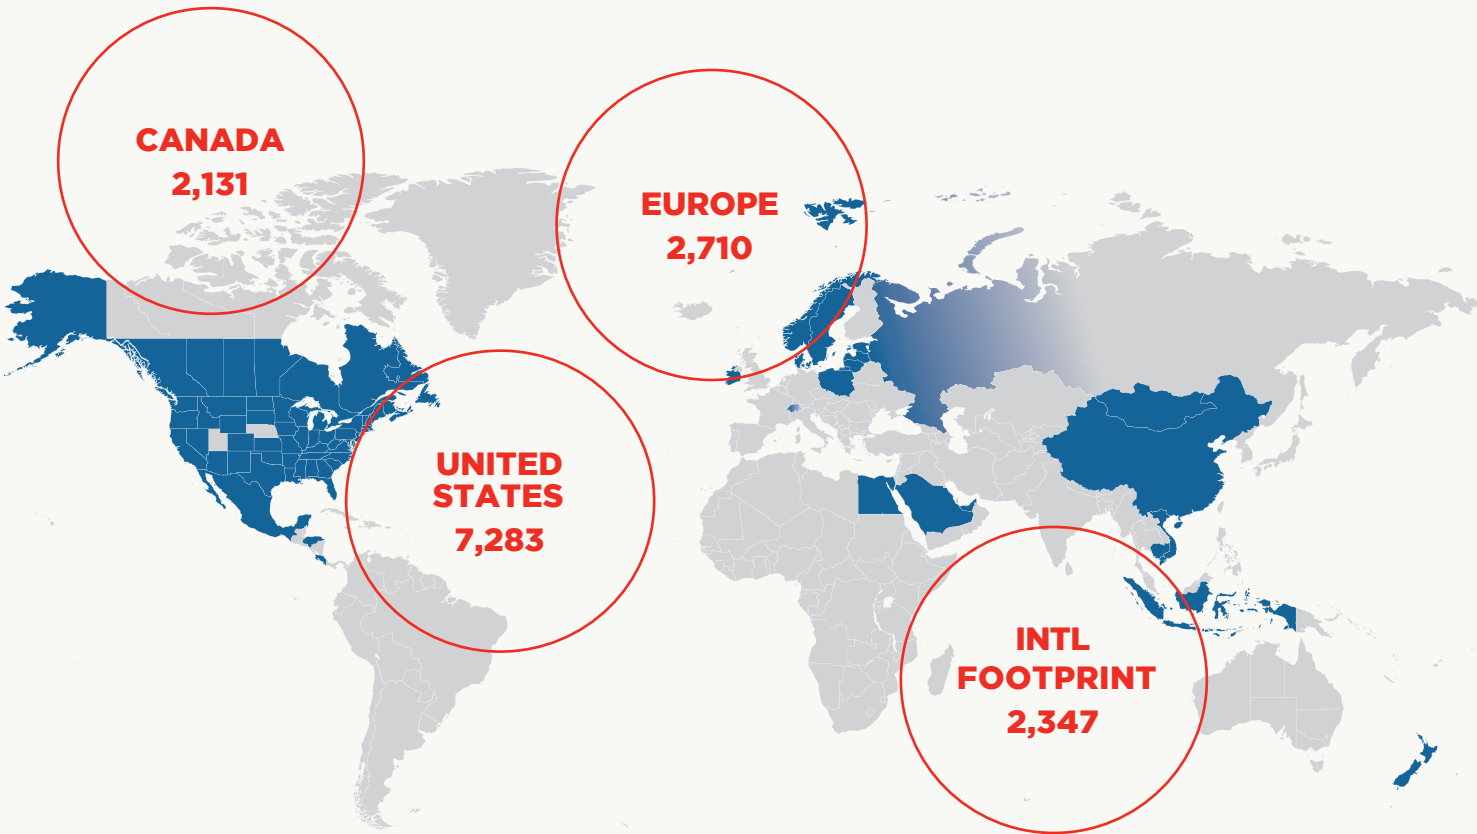 CANADA
2,131
EUROPE
2,710
UNITED
STATES
7,283
INTL
FOOTPRINT
2,347